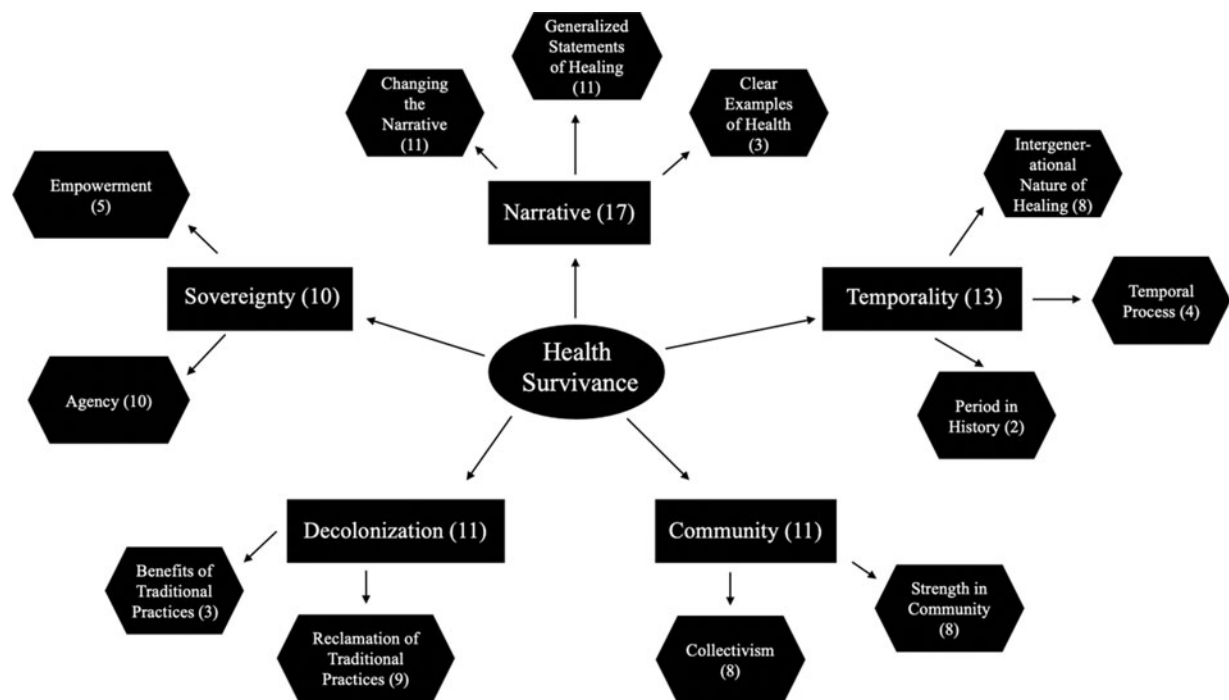 Generalized
Statements
of Healing
(11)
Changing
the
Narrative
(11)
Clear
Examples
of Health
(3)
Narrative (17)
Empowerment
(5)
Sovereignty (10)
Agency (10)
Intergener-
ational
Nature of
Healing (8)
Temporality (13)
Temporal
Process (4)
Period in
History (2)
Health
Survivance
Decolonization (11)
Benefits of
Traditional
Practices (3)
Reclamation of
Traditional
Practices (9)
Community (11)
Collectivism
(8)
Strength in
Community
(8)